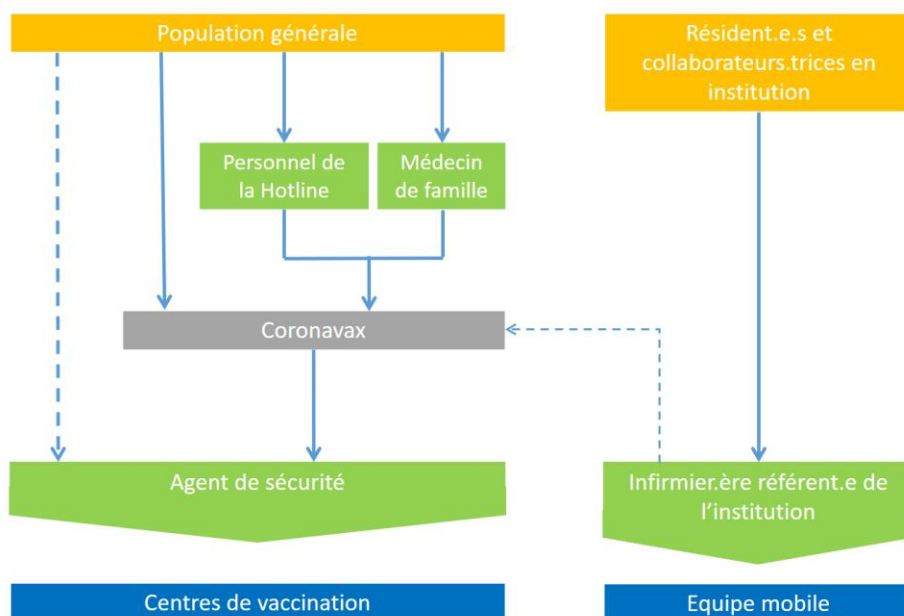 Population générale
Résident.e.s et
collaborateurs.trices en
institution
Personnel de
la Hotline
Médecin
de famille
Coronavax
Agent de sécurité
Infirmier.ère référent.e de
l'institution
Centres de vaccination
Equipe mobile